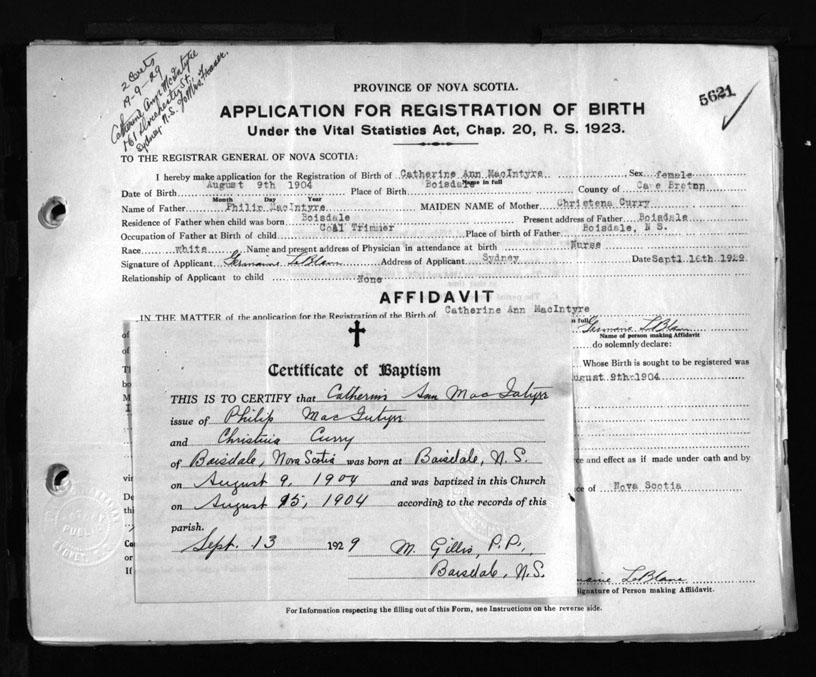 2 Certs
19-9-29
Catherine Ann McIntyre
161 Dorchester St.
Sydney N.S. c/o Mrs Fraser.
5621
PROVINCE OF NOVA SCOTIA.
APPLICATION FOR REGISTRATION OF BIRTH
Under the Vital Statistics Act, Chap. 20, R. S. 1923.
TO THE REGISTRAR GENERAL OF NOVA SCOTIA:
I hereby make application for the Registration of Birth of Catherine Ann MacIntyre Sex female
Name in full
Date of Birth August 9th 1904 Place of Birth Boisdale County of Cape Breton
Month Day Year
Name of Father Philip MacIntyre MAIDEN NAME of Mother Christena Curry
Residence of Father when child was born Boisdale Present address of Father Boisdale
Occupation of Father at Birth of child Coal Trimmer Place of birth of Father Boisdale, N S.
Race white Name and present address of Physician in attendance at birth Nurse
Signature of Applicant Germaine LeBlanc Address of Applicant Sydney Date Sept1 16th 1929
Relationship of Applicant to child None
AFFIDAVIT
IN THE MATTER of the application for the Registration of the Birth of Catherine Ann MacIntyre
n full
Germaine LeBlanc
Name of person making Affidavit
do solemnly declare:
Whose Birth is sought to be registered was
ugust 9th 1904
ce and effect as if made under oath and by
ce of Nova Scotia
maine LeBlanc
Signature of Person making Affidavit.
Certificate of Baptism
THIS IS TO CERTIFY that Catherine Ann MacIntyre
issue of Philip MacIntyre
and Christina Curry
of Boisdale, Nova Scotia was born at Boisdale, N.S.
on August 9, 1904 and was baptized in this Church
on August 15, 1904 according to the records of this
parish.
Sept. 13 1929 M. Gillis, P.P.,
Boisdale, N.S.
For Information respecting the filling out of this Form, see Instructions on the reverse side.